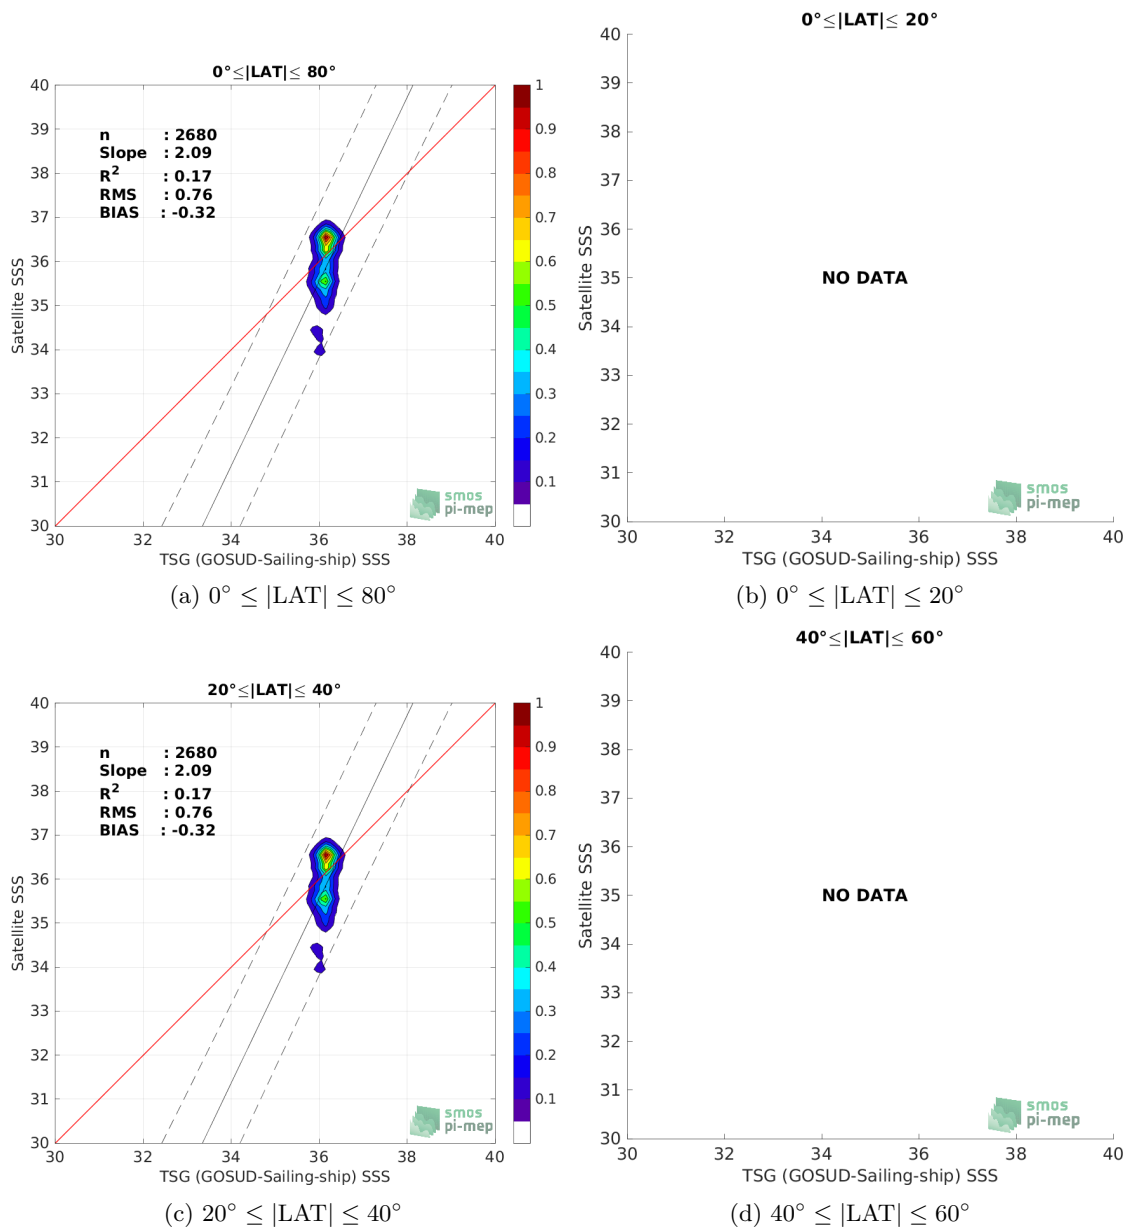 0°≤|LAT|≤ 80°
40
39
38
37
36
35
34
33
32
31
30
Satellite SSS
n : 2680
Slope : 2.09
R² : 0.17
RMS : 0.76
BIAS : -0.32
1
0.9
0.8
0.7
0.6
0.5
0.4
0.3
0.2
0.1
smos
pi-mep
30 32 34 36 38 40
TSG (GOSUD-Sailing-ship) SSS
(a) 0° ≤ |LAT| ≤ 80°
0°≤|LAT|≤ 20°
40
39
38
37
36
35
34
33
32
31
30
Satellite SSS
NO DATA
smos
pi-mep
30 32 34 36 38 40
TSG (GOSUD-Sailing-ship) SSS
(b) 0° ≤ |LAT| ≤ 20°
20°≤|LAT|≤ 40°
40
39
38
37
36
35
34
33
32
31
30
Satellite SSS
n : 2680
Slope : 2.09
R² : 0.17
RMS : 0.76
BIAS : -0.32
1
0.9
0.8
0.7
0.6
0.5
0.4
0.3
0.2
0.1
smos
pi-mep
30 32 34 36 38 40
TSG (GOSUD-Sailing-ship) SSS
(c) 20° ≤ |LAT| ≤ 40°
40°≤|LAT|≤ 60°
40
39
38
37
36
35
34
33
32
31
30
Satellite SSS
NO DATA
smos
pi-mep
30 32 34 36 38 40
TSG (GOSUD-Sailing-ship) SSS
(d) 40° ≤ |LAT| ≤ 60°